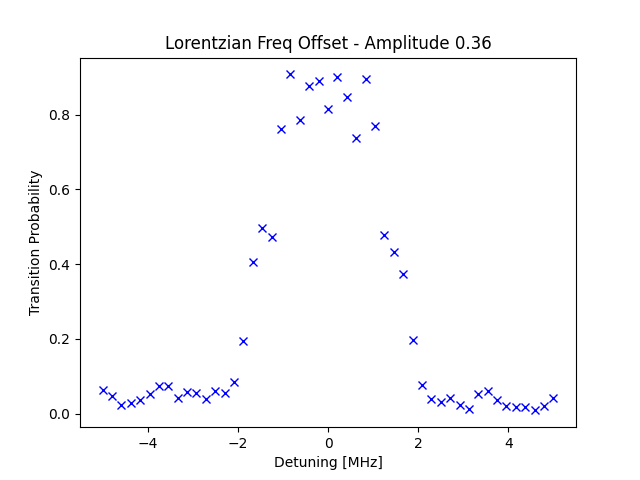 Lorentzian Freq Offset - Amplitude 0.36
Transition Probability
0.8
0.6
0.4
0.2
0.0
−4 −2 0 2 4
Detuning [MHz]